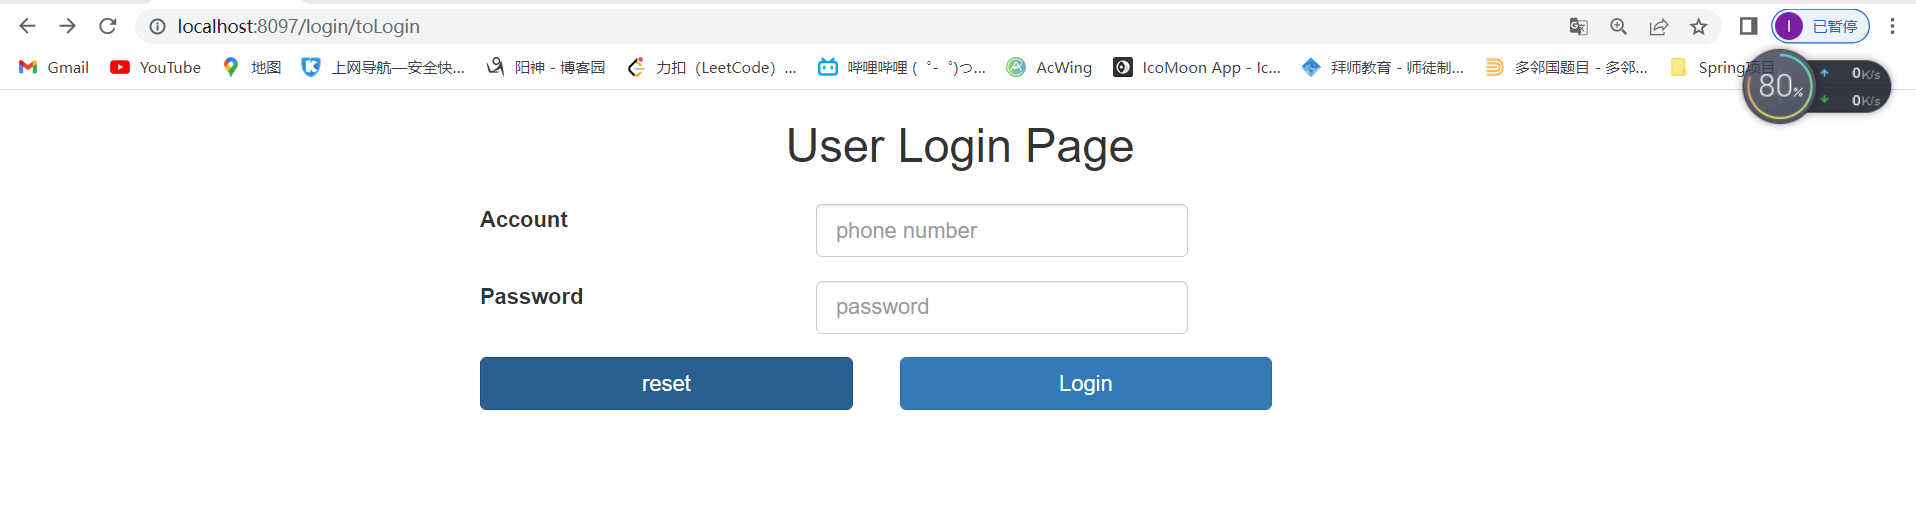 localhost:8097/login/toLogin
已暂停
Gmail YouTube 地图 上网导航—安全快... 阳神 - 博客园 力扣（LeetCode）... 哔哩哔哩 ( ゜- ゜)つ... AcWing IcoMoon App - Ic... 拜师教育 - 师徒制... 多邻国题目 - 多邻... Spring项目
80%
0K/s
0K/s
User Login Page
Account phone number
Password password
reset Login